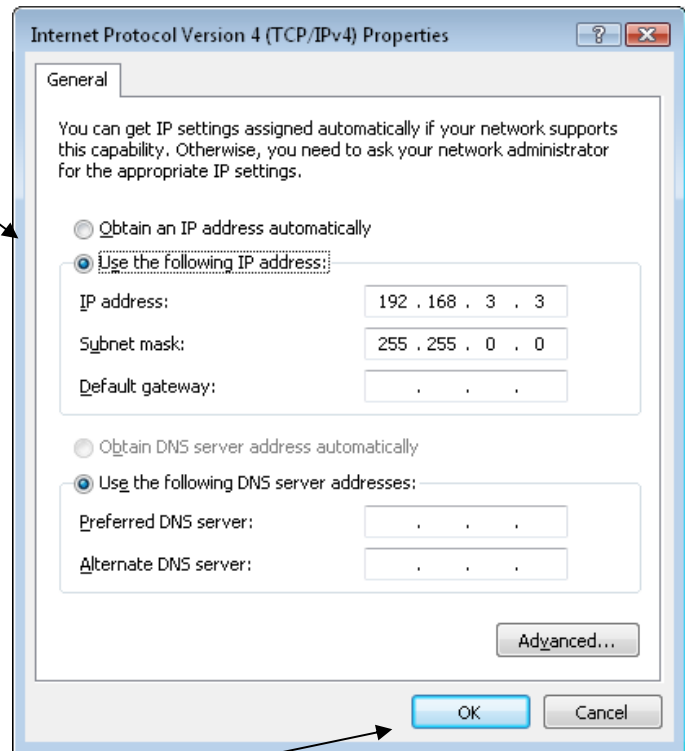 Internet Protocol Version 4 (TCP/IPv4) Properties
General
You can get IP settings assigned automatically if your network supports
this capability. Otherwise, you need to ask your network administrator
for the appropriate IP settings.
Obtain an IP address automatically
Use the following IP address:
IP address: 192 . 168 . 3 . 3
Subnet mask: 255 . 255 . 0 . 0
Default gateway: . . .
Obtain DNS server address automatically
Use the following DNS server addresses:
Preferred DNS server: . . .
Alternate DNS server: . . .
Advanced...
OK Cancel